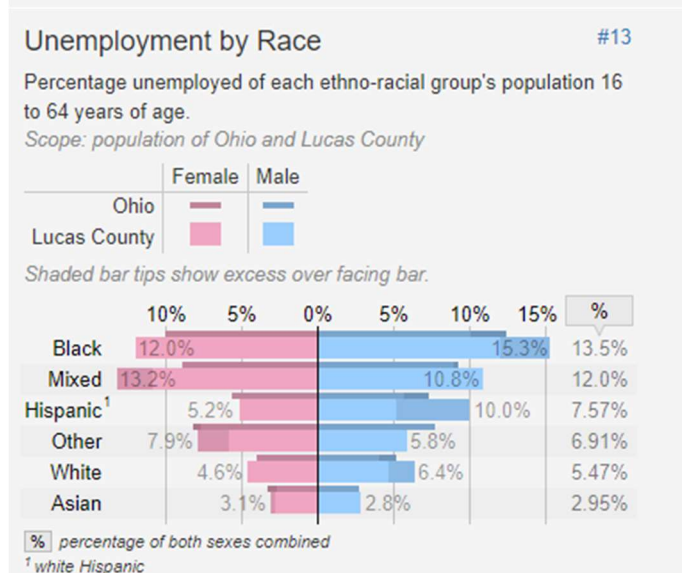 Unemployment by Race #13
Percentage unemployed of each ethno-racial group's population 16
to 64 years of age.
Scope: population of Ohio and Lucas County
Female Male
Ohio
Lucas County
Shaded bar tips show excess over facing bar.
10% 5% 0% 5% 10% 15% %
Black 12.0% 15.3% 13.5%
Mixed 13.2% 10.8% 12.0%
Hispanic¹ 5.2% 10.0% 7.57%
Other 7.9% 5.8% 6.91%
White 4.6% 6.4% 5.47%
Asian 3.1% 2.8% 2.95%
% percentage of both sexes combined
¹ white Hispanic